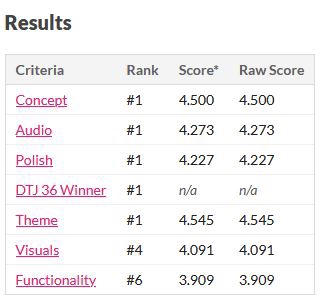 Results
Criteria Rank Score* Raw Score
Concept #1 4.500 4.500
Audio #1 4.273 4.273
Polish #1 4.227 4.227
DTJ 36 Winner #1 n/a n/a
Theme #1 4.545 4.545
Visuals #4 4.091 4.091
Functionality #6 3.909 3.909